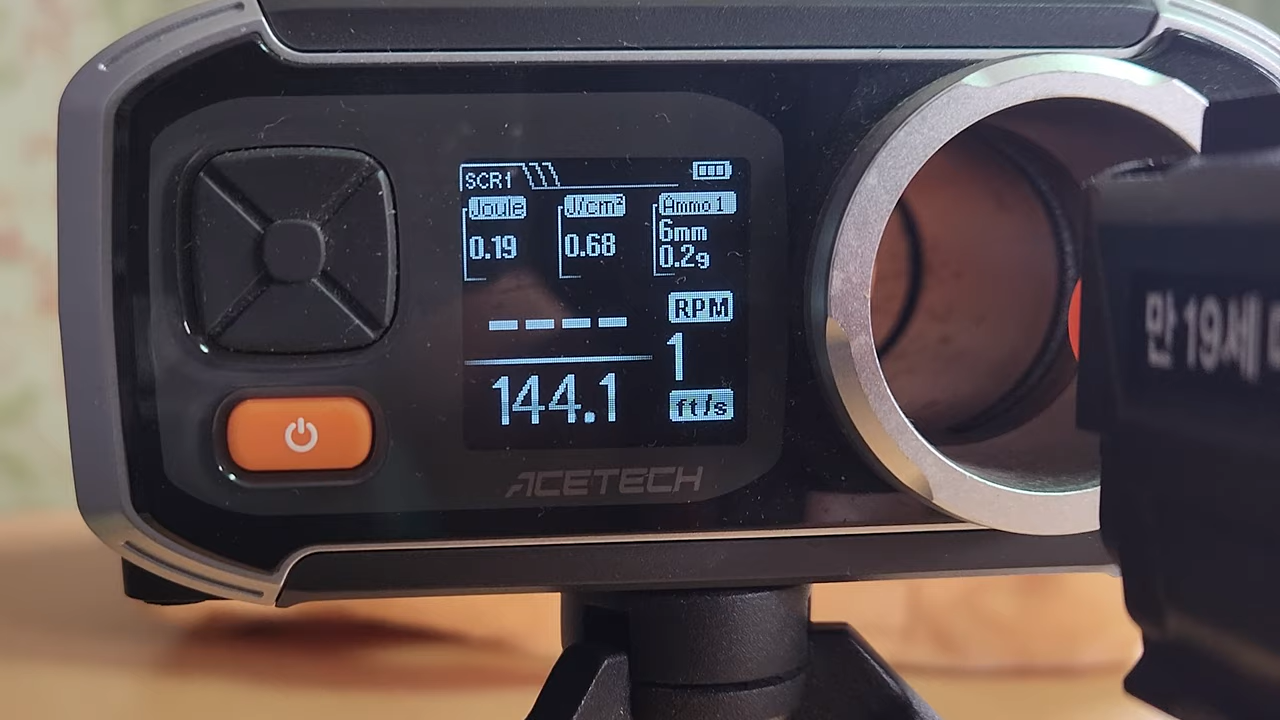 SCR1
Joule J/cm² Ammo1
0.19 0.68 6mm
0.2g
---- RPM
1
144.1 ft/s
ACETECH
만 19세